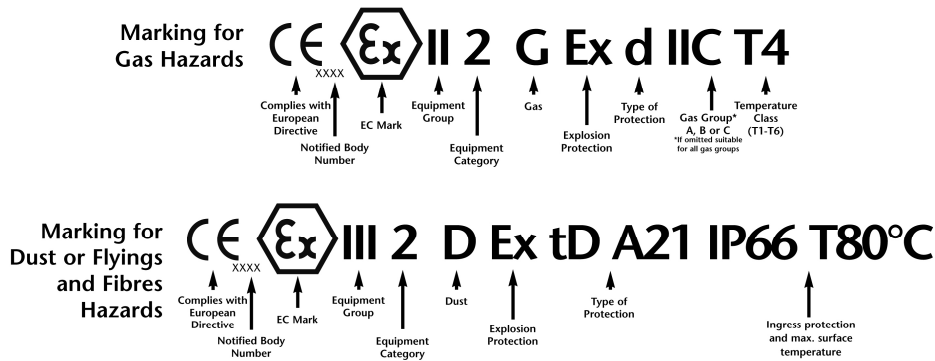 Marking for
Gas Hazards
CE XXXX Ex II 2 G Ex d IIC T4
Complies with
European
Directive
Notified Body
Number
EC Mark
Equipment
Group
Equipment
Category
Gas
Explosion
Protection
Type of
Protection
Gas Group*
A, B or C
*If omitted suitable
for all gas groups
Temperature
Class
(T1-T6)
Marking for
Dust or Flyings
and Fibres
Hazards
CE XXXX Ex III 2 D Ex tD A21 IP66 T80°C
Complies with
European
Directive
Notified Body
Number
EC Mark
Equipment
Group
Equipment
Category
Dust
Explosion
Protection
Type of
Protection
Ingress protection
and max. surface
temperature